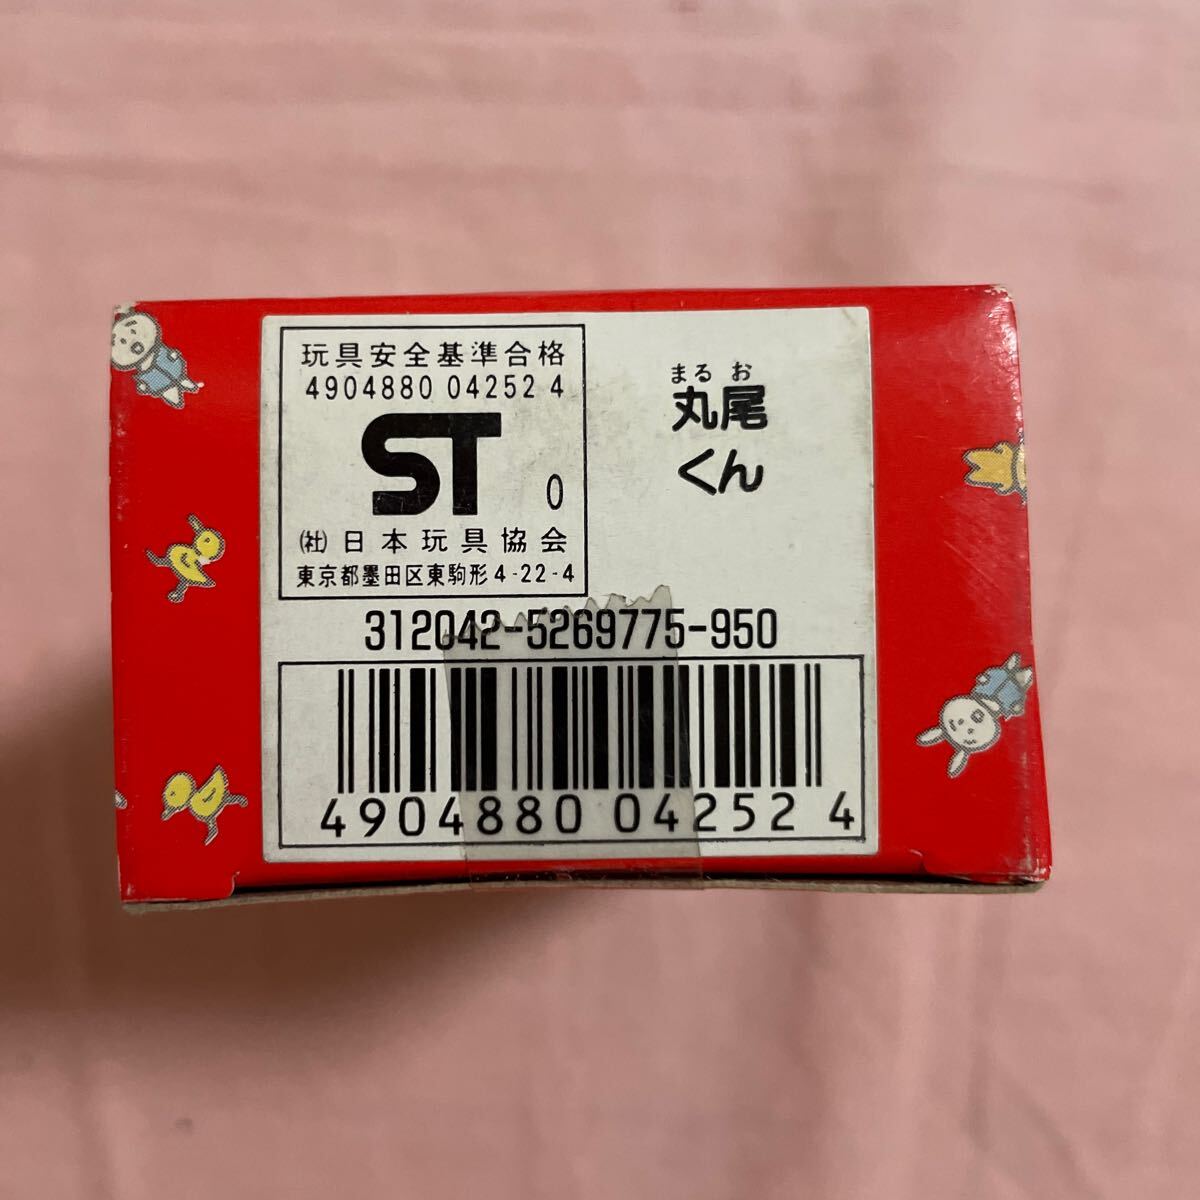 玩具安全基準合格
4904880 04252 4
ST 0
(社)日本玩具協会
東京都墨田区東駒形4-22-4
まる お
丸尾
くん
312042-5269775-950
4904880 04252 4